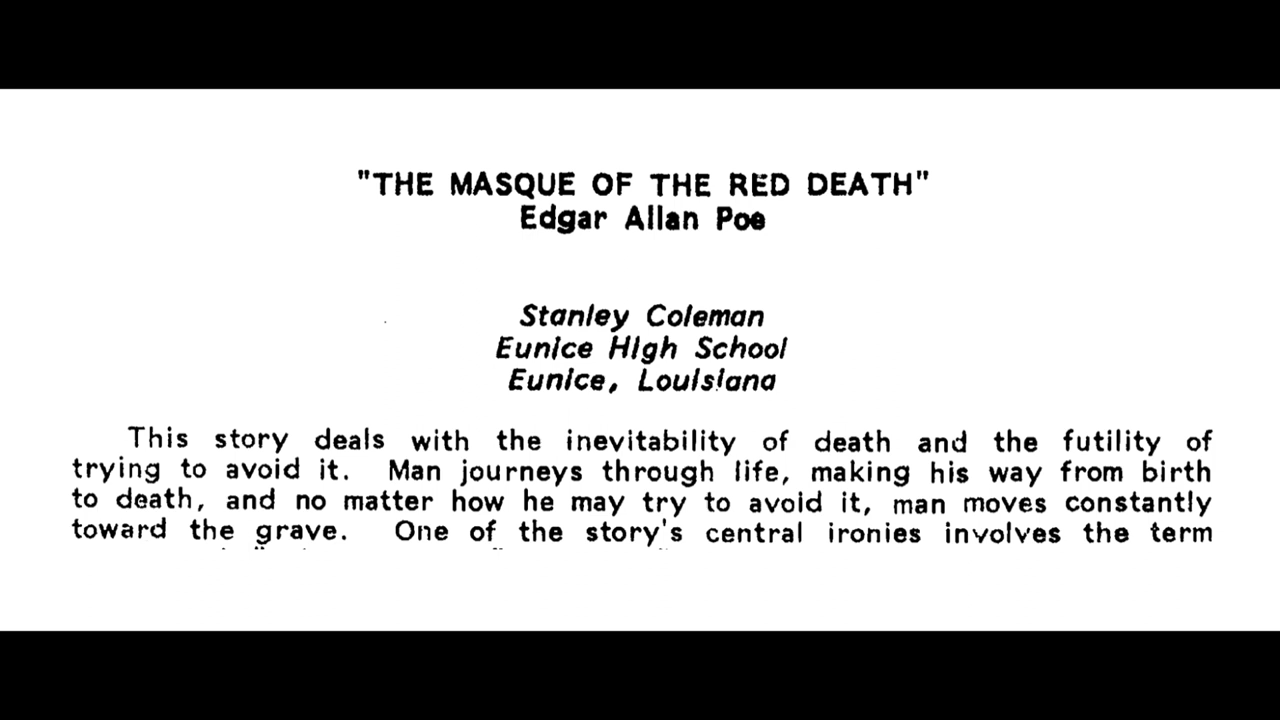 "THE MASQUE OF THE RED DEATH"
Edgar Allan Poe
Stanley Coleman
Eunice High School
Eunice, Louisiana
This story deals with the inevitability of death and the futility of
trying to avoid it. Man journeys through life, making his way from birth
to death, and no matter how he may try to avoid it, man moves constantly
toward the grave. One of the story's central ironies involves the term